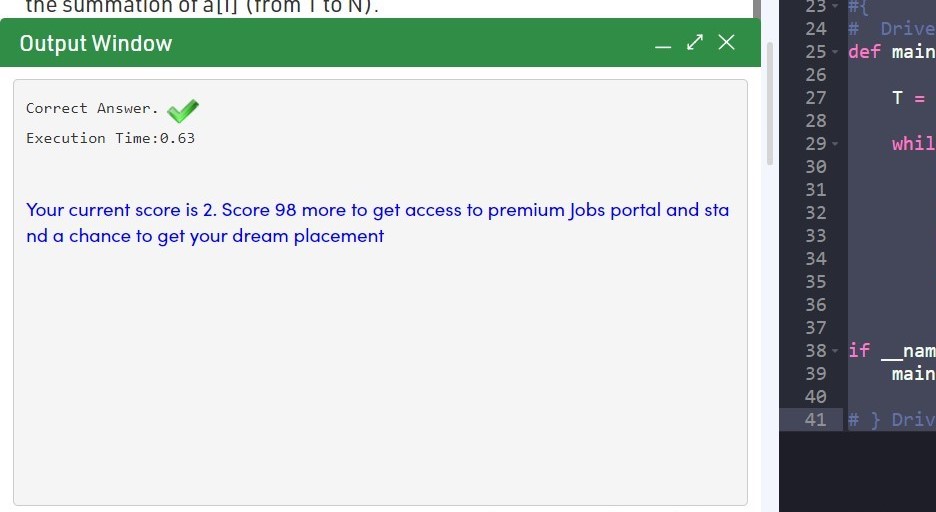 the summation of a[i] (from 1 to N).
Output Window
Correct Answer.
Execution Time:0.63
Your current score is 2. Score 98 more to get access to premium Jobs portal and sta
nd a chance to get your dream placement
23 #{
24 # Drive
25 def main
26
27 T =
28
29 whil
30
31
32
33
34
35
36
37
38 if __nam
39 main
40
41 # } Driv